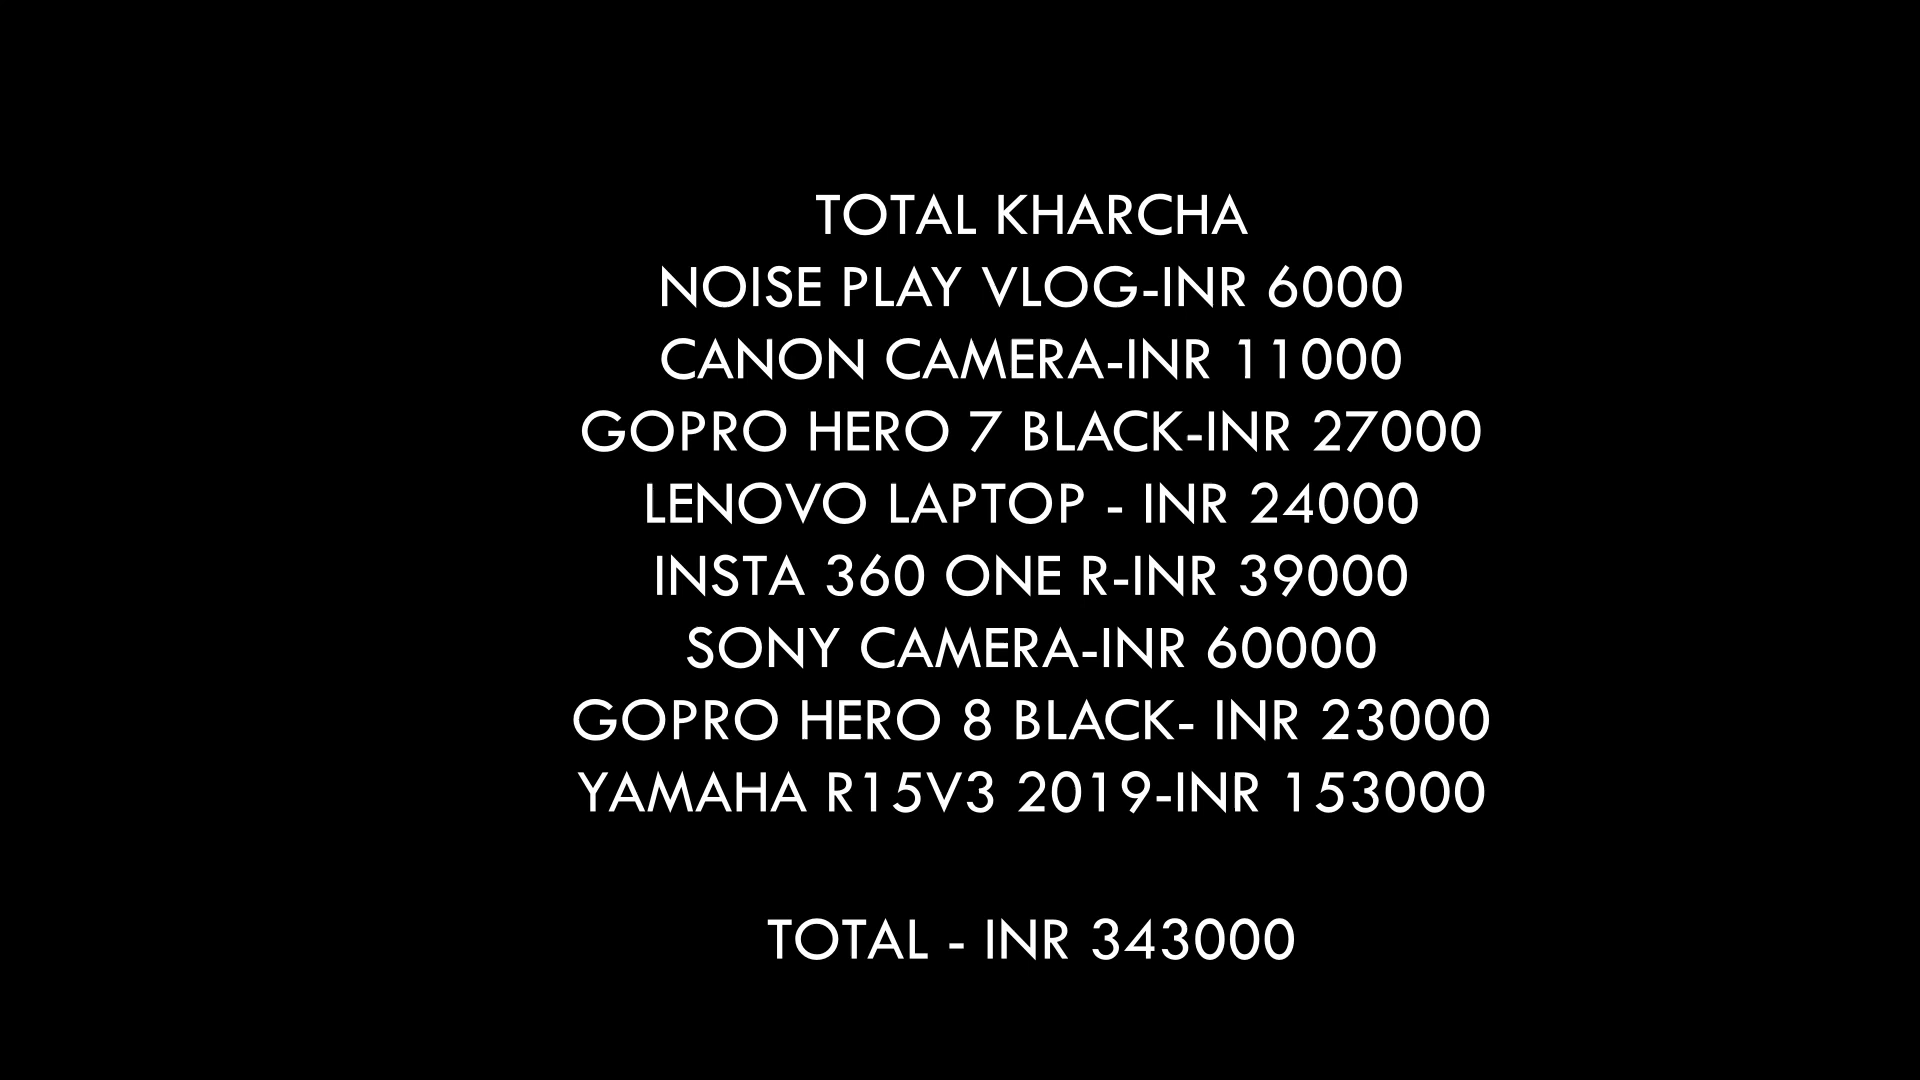 TOTAL KHARCHA
NOISE PLAY VLOG-INR 6000
CANON CAMERA-INR 11000
GOPRO HERO 7 BLACK-INR 27000
LENOVO LAPTOP - INR 24000
INSTA 360 ONE R-INR 39000
SONY CAMERA-INR 60000
GOPRO HERO 8 BLACK- INR 23000
YAMAHA R15V3 2019-INR 153000
TOTAL - INR 343000